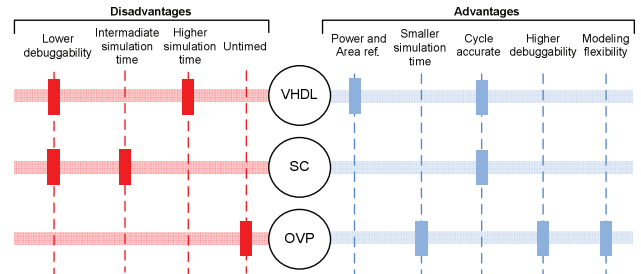 Disadvantages
Advantages
Lower
debuggability
Intermadiate
simulation
time
Higher
simulation
time
Untimed
Power and
Area ref.
Smaller
simulation
time
Cycle
accurate
Higher
debuggability
Modeling
flexibility
VHDL
SC
OVP